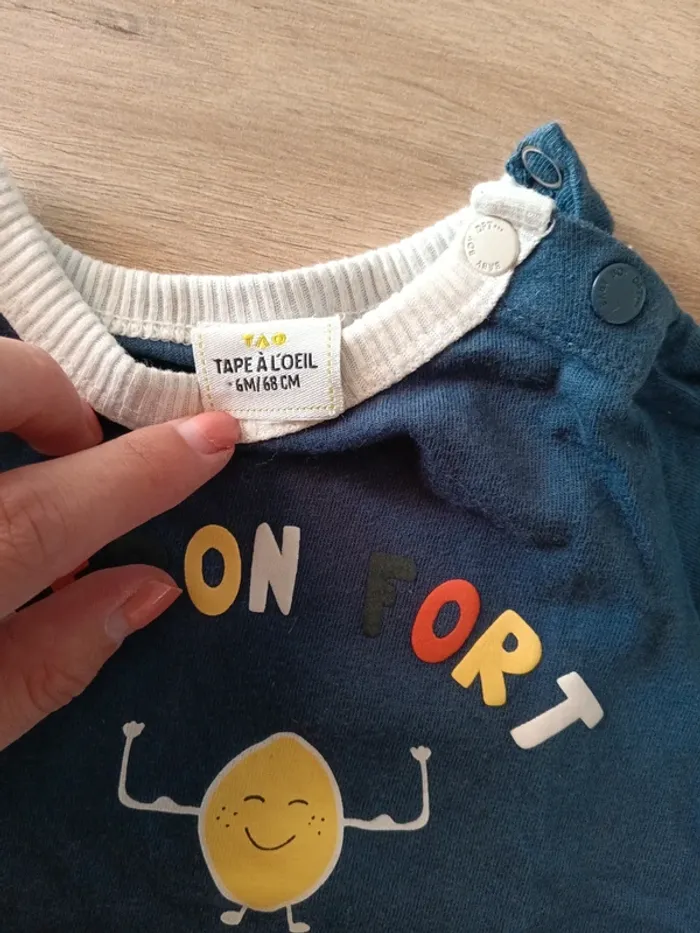 TAO
TAPE À L'OEIL
6M/68 CM
ON FORT